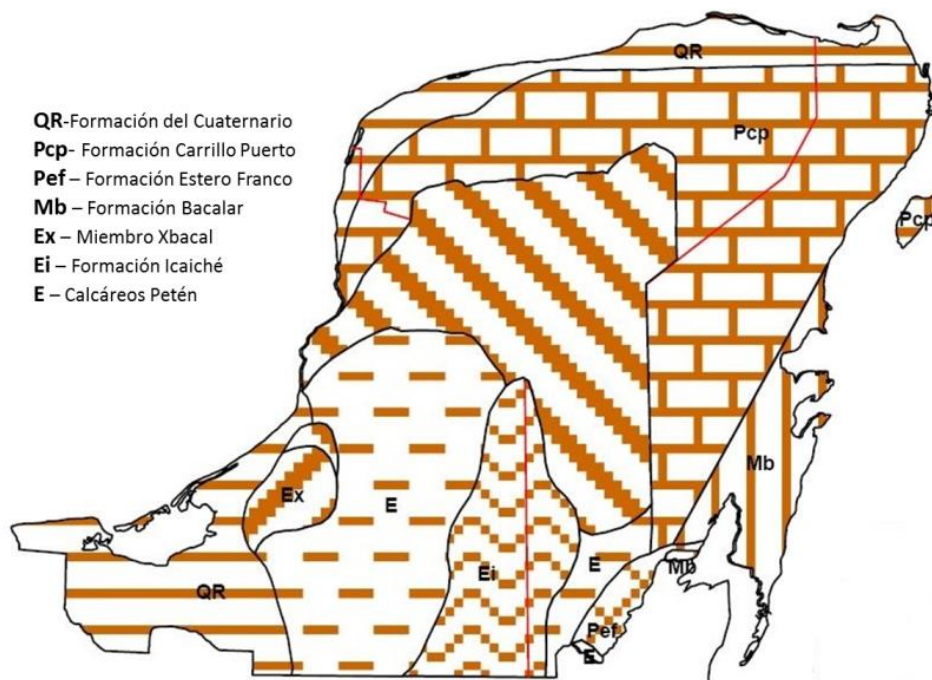 QR-Formación del Cuaternario
Pcp- Formación Carrillo Puerto
Pef – Formación Estero Franco
Mb – Formación Bacalar
Ex – Miembro Xbacal
Ei – Formación Icaiché
E – Calcáreos Petén
QR
Pcp
Pcp
Mb
Ex
E
E
Mb
Ei
QR
Pef
E